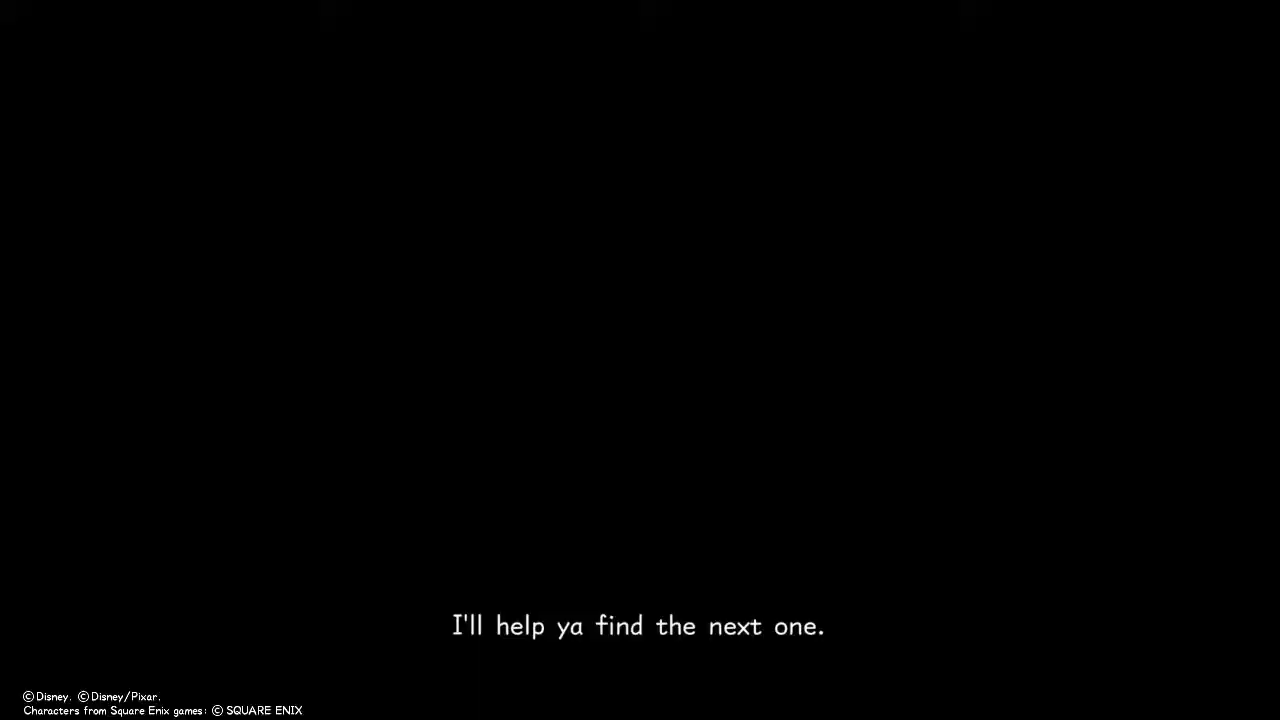 I'll help ya find the next one.
©Disney. ©Disney/Pixar.
Characters from Square Enix games: © SQUARE ENIX